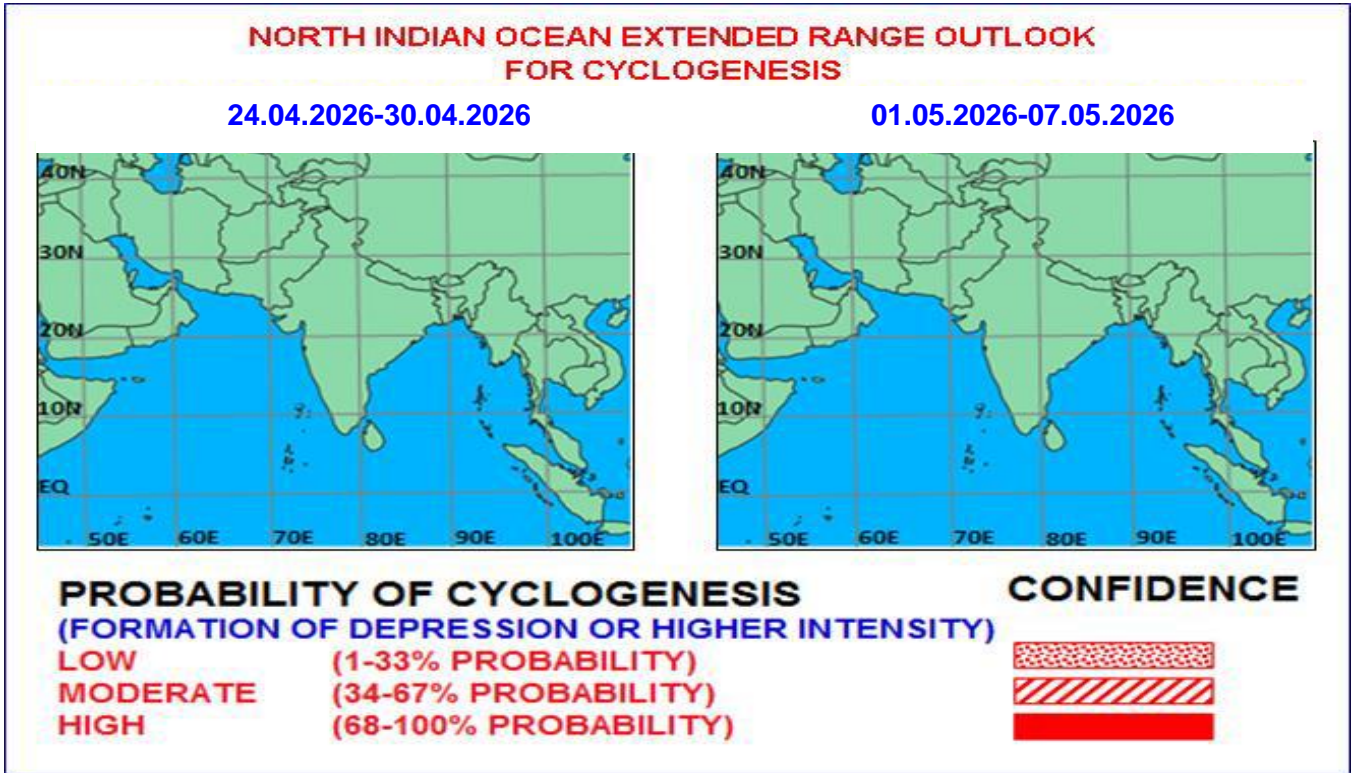 NORTH INDIAN OCEAN EXTENDED RANGE OUTLOOK
FOR CYCLOGENESIS
24.04.2026-30.04.2026
01.05.2026-07.05.2026
40N
30N
20N
10N
EQ
50E 60E 70E 80E 90E 100E
40N
30N
20N
10N
EQ
50E 60E 70E 80E 90E 100E
PROBABILITY OF CYCLOGENESIS
CONFIDENCE
(FORMATION OF DEPRESSION OR HIGHER INTENSITY)
LOW (1-33% PROBABILITY)
MODERATE (34-67% PROBABILITY)
HIGH (68-100% PROBABILITY)